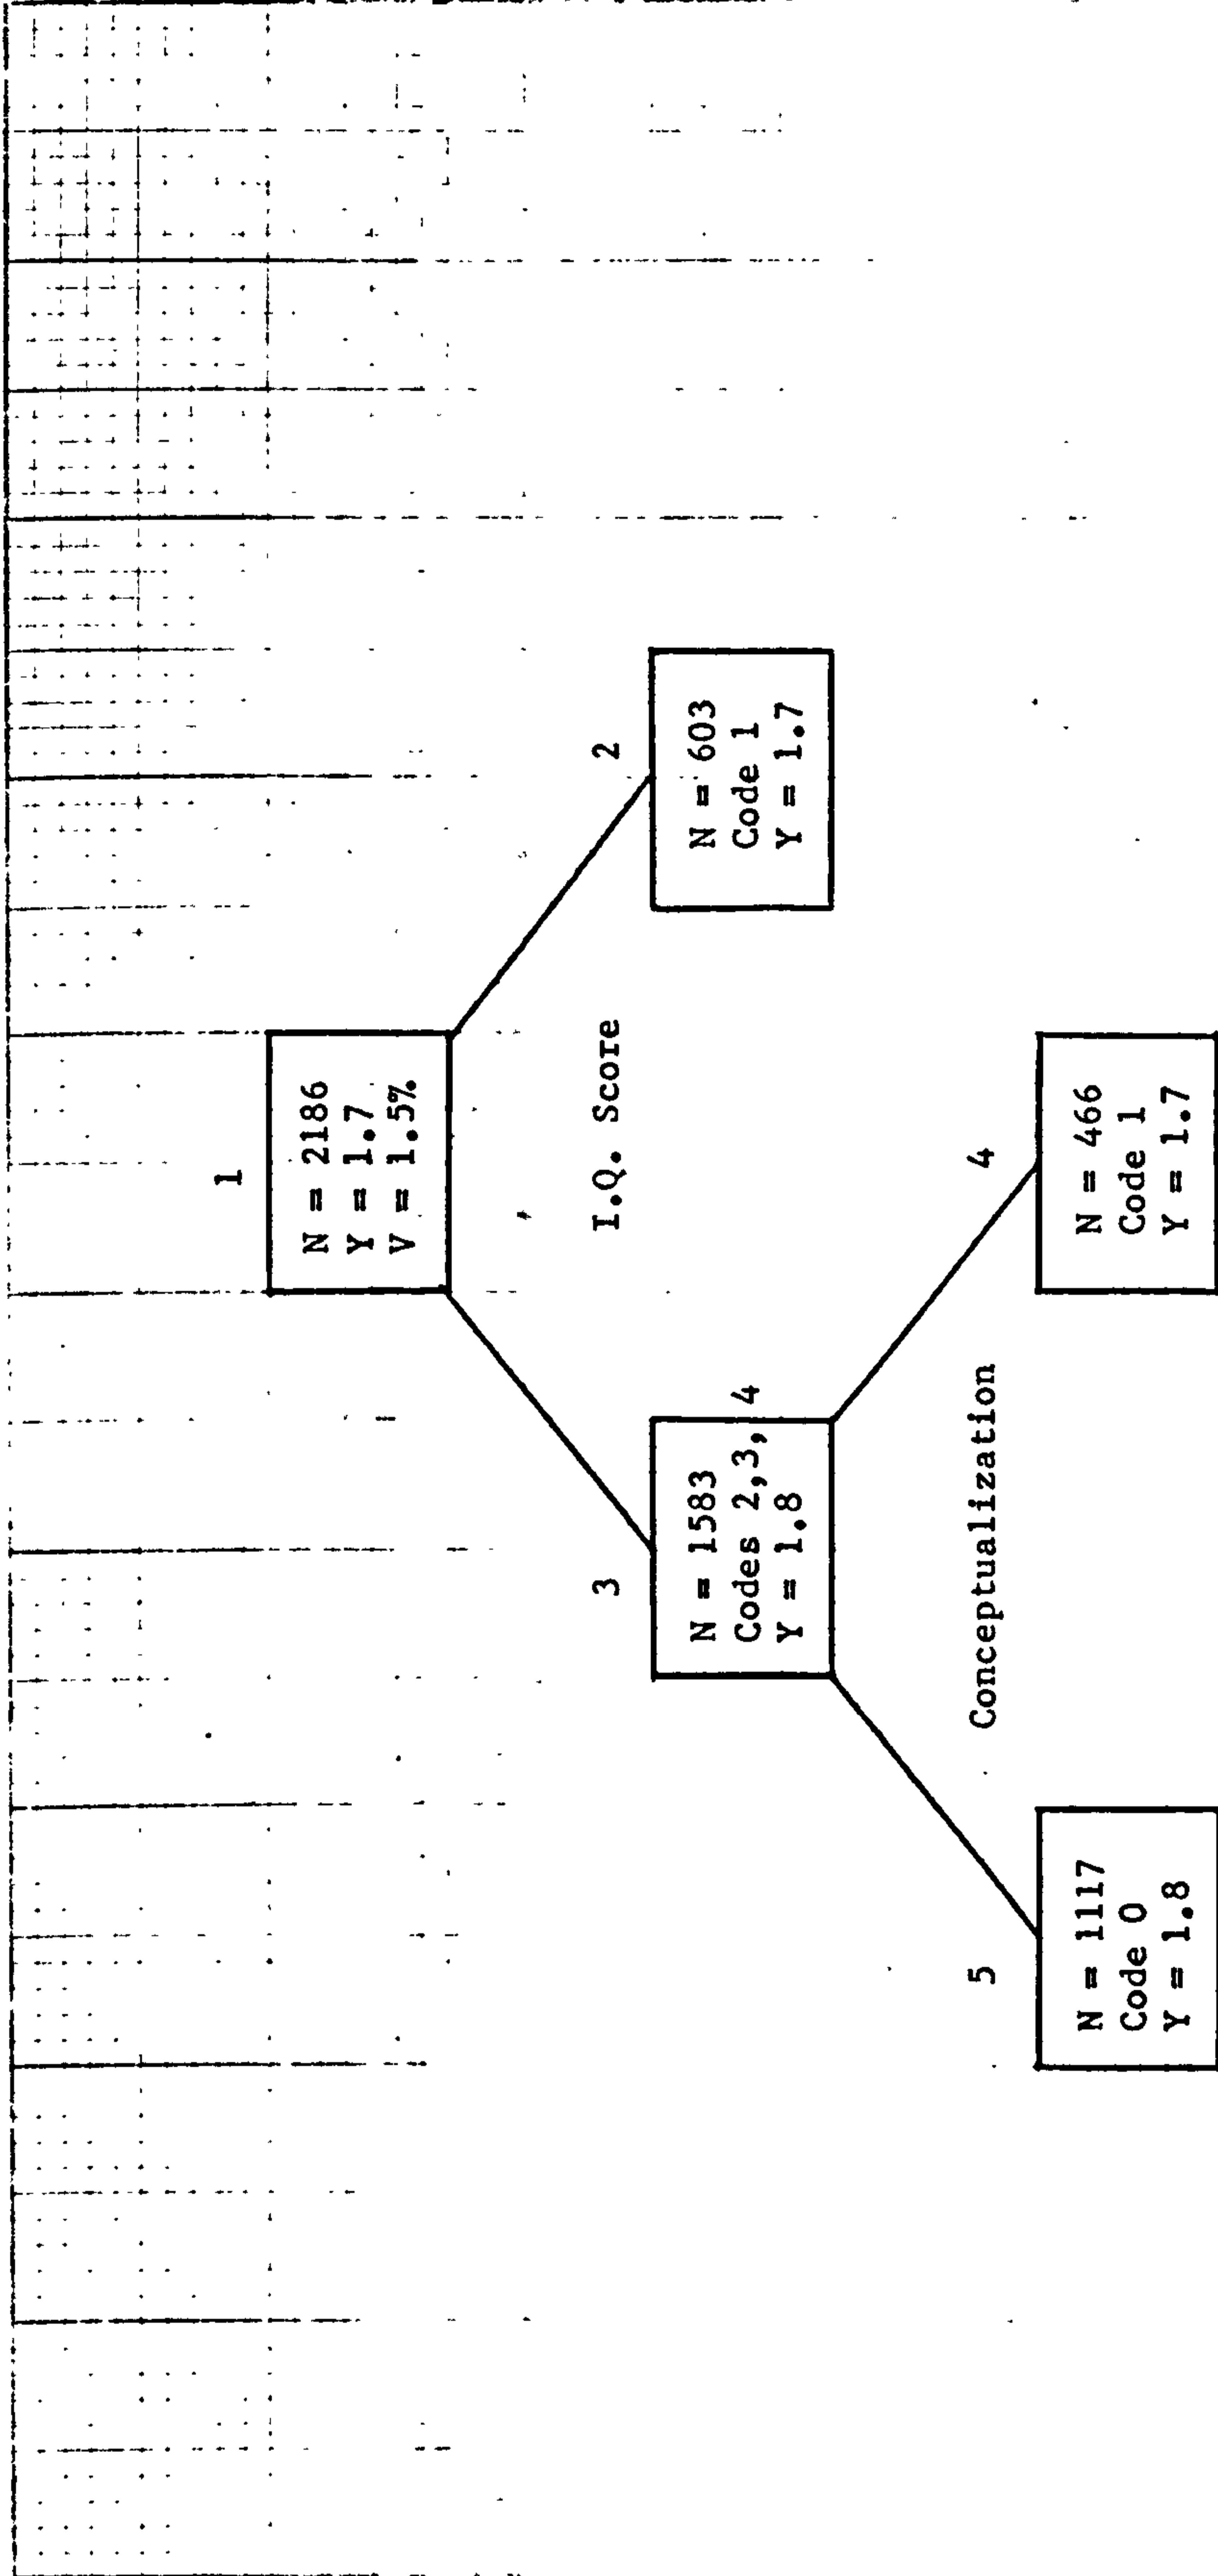 1
N = 2186
Y = 1.7
V = 1.5%
I.Q. Score
3
N = 1583
Codes 2,3,4
Y = 1.8
2
N = 603
Code 1
Y = 1.7
Conceptualization
5
N = 1117
Code 0
Y = 1.8
4
N = 466
Code 1
Y = 1.7